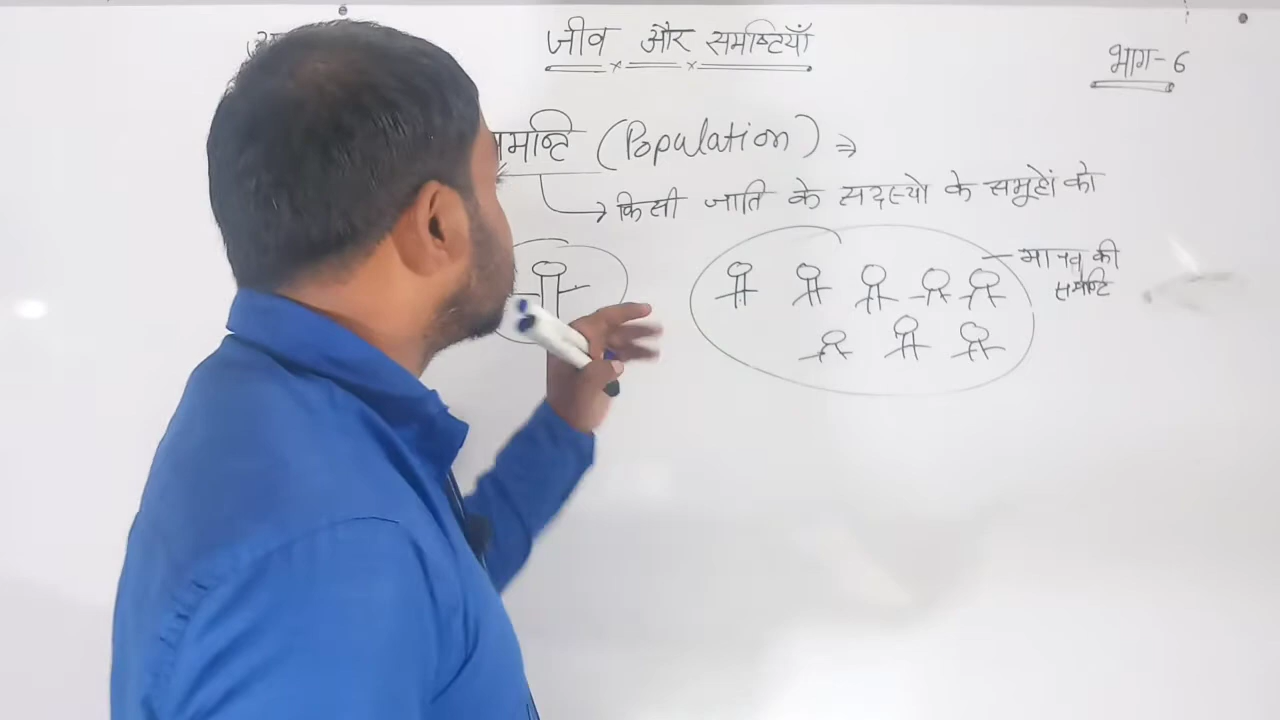 जीव और समष्टियाँ
भाग-6
(Population) ⇒
→ किसी जाति के सदस्यो के समूहों को
मानव की
समष्टि